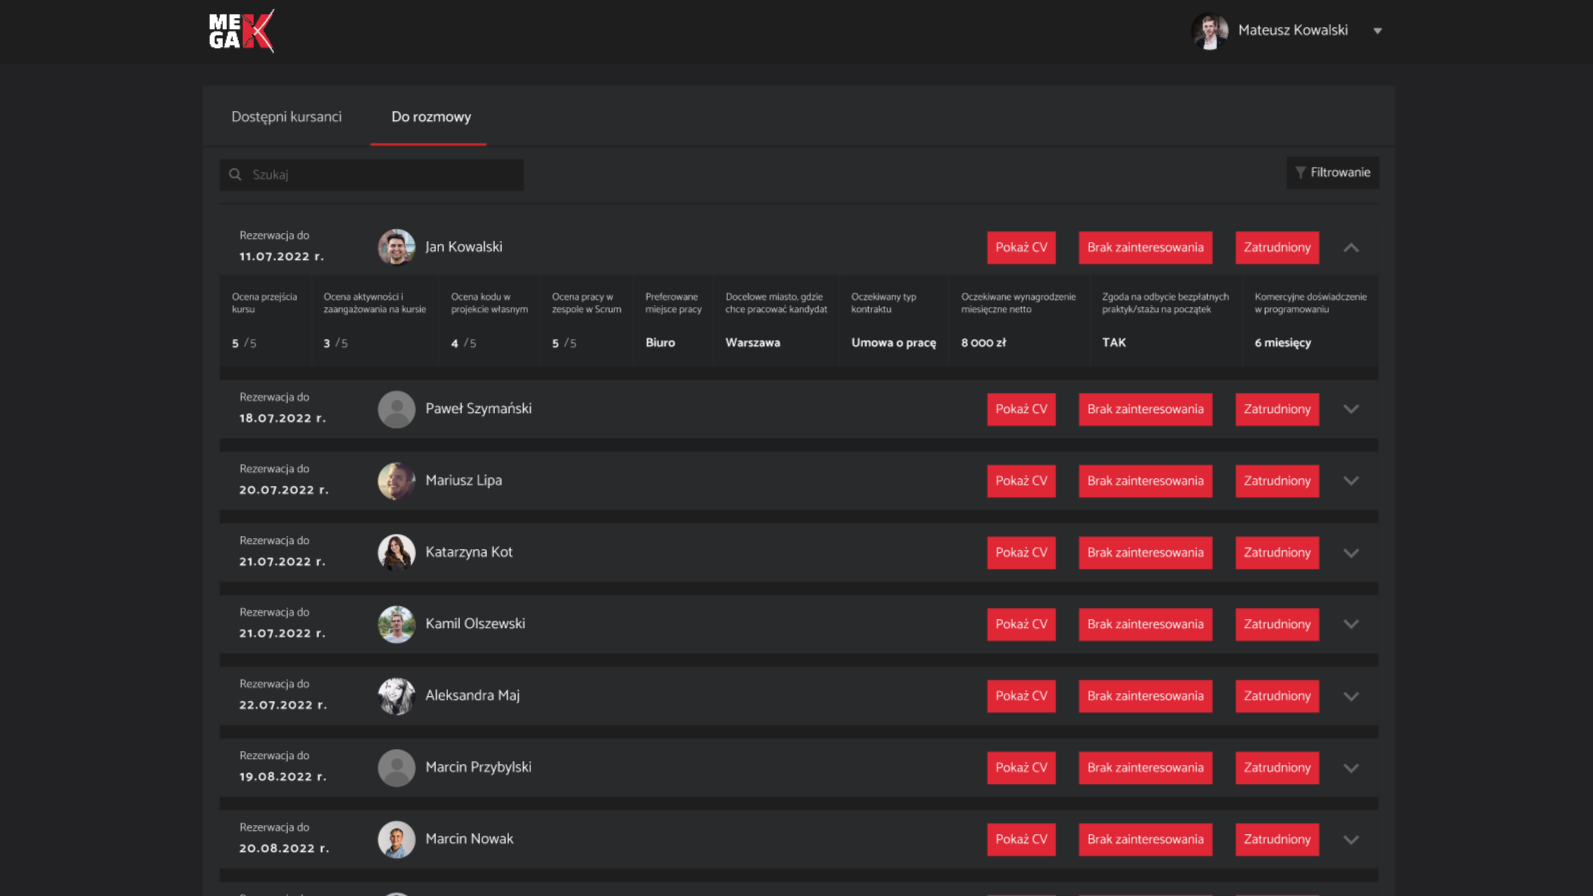 MEGAK
Mateusz Kowalski
Dostępni kursanci
Do rozmowy
Szukaj
Filtrowanie
Rezerwacja do
11.07.2022 r.
Jan Kowalski
Pokaż CV
Brak zainteresowania
Zatrudniony
Ocena przejścia
kursu
5 /5
Ocena aktywności i
zaangażowania na kursie
3 /5
Ocena kodu w
projekcie własnym
4 /5
Ocena pracy w
zespole w Scrum
5 /5
Preferowane
miejsce pracy
Biuro
Docelowe miasto, gdzie
chce pracować kandydat
Warszawa
Oczekiwany typ
kontraktu
Umowa o pracę
Oczekiwane wynagrodzenie
miesięczne netto
8 000 zł
Zgoda na odbycie bezpłatnych
praktyk/stażu na początek
TAK
Komercyjne doświadczenie
w programowaniu
6 miesięcy
Rezerwacja do
18.07.2022 r.
Paweł Szymański
Pokaż CV
Brak zainteresowania
Zatrudniony
Rezerwacja do
20.07.2022 r.
Mariusz Lipa
Pokaż CV
Brak zainteresowania
Zatrudniony
Rezerwacja do
21.07.2022 r.
Katarzyna Kot
Pokaż CV
Brak zainteresowania
Zatrudniony
Rezerwacja do
21.07.2022 r.
Kamil Olszewski
Pokaż CV
Brak zainteresowania
Zatrudniony
Rezerwacja do
22.07.2022 r.
Aleksandra Maj
Pokaż CV
Brak zainteresowania
Zatrudniony
Rezerwacja do
19.08.2022 r.
Marcin Przybylski
Pokaż CV
Brak zainteresowania
Zatrudniony
Rezerwacja do
20.08.2022 r.
Marcin Nowak
Pokaż CV
Brak zainteresowania
Zatrudniony